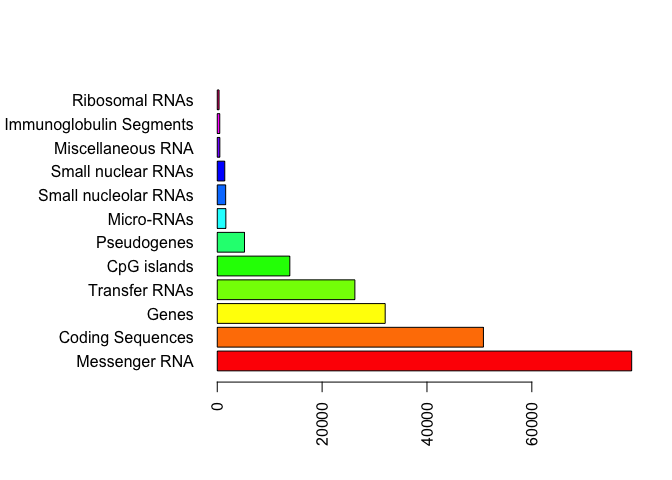 Ribosomal RNAs
Immunoglobulin Segments
Miscellaneous RNA
Small nuclear RNAs
Small nucleolar RNAs
Micro-RNAs
Pseudogenes
CpG islands
Transfer RNAs
Genes
Coding Sequences
Messenger RNA
0
20000
40000
60000